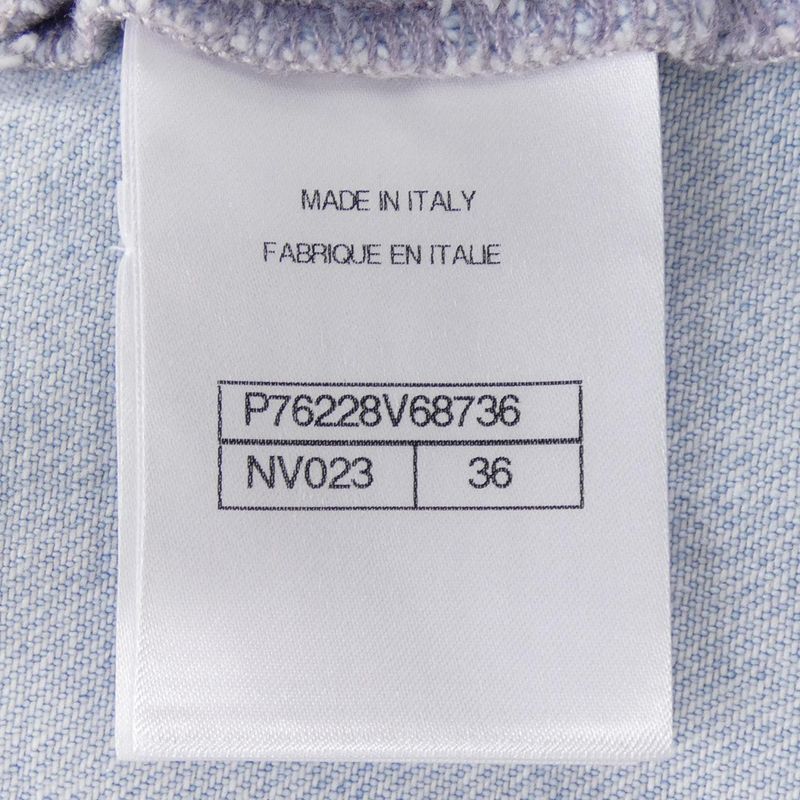 MADE IN ITALY
FABRIQUE EN ITALIE
P76228V68736
NV023 36